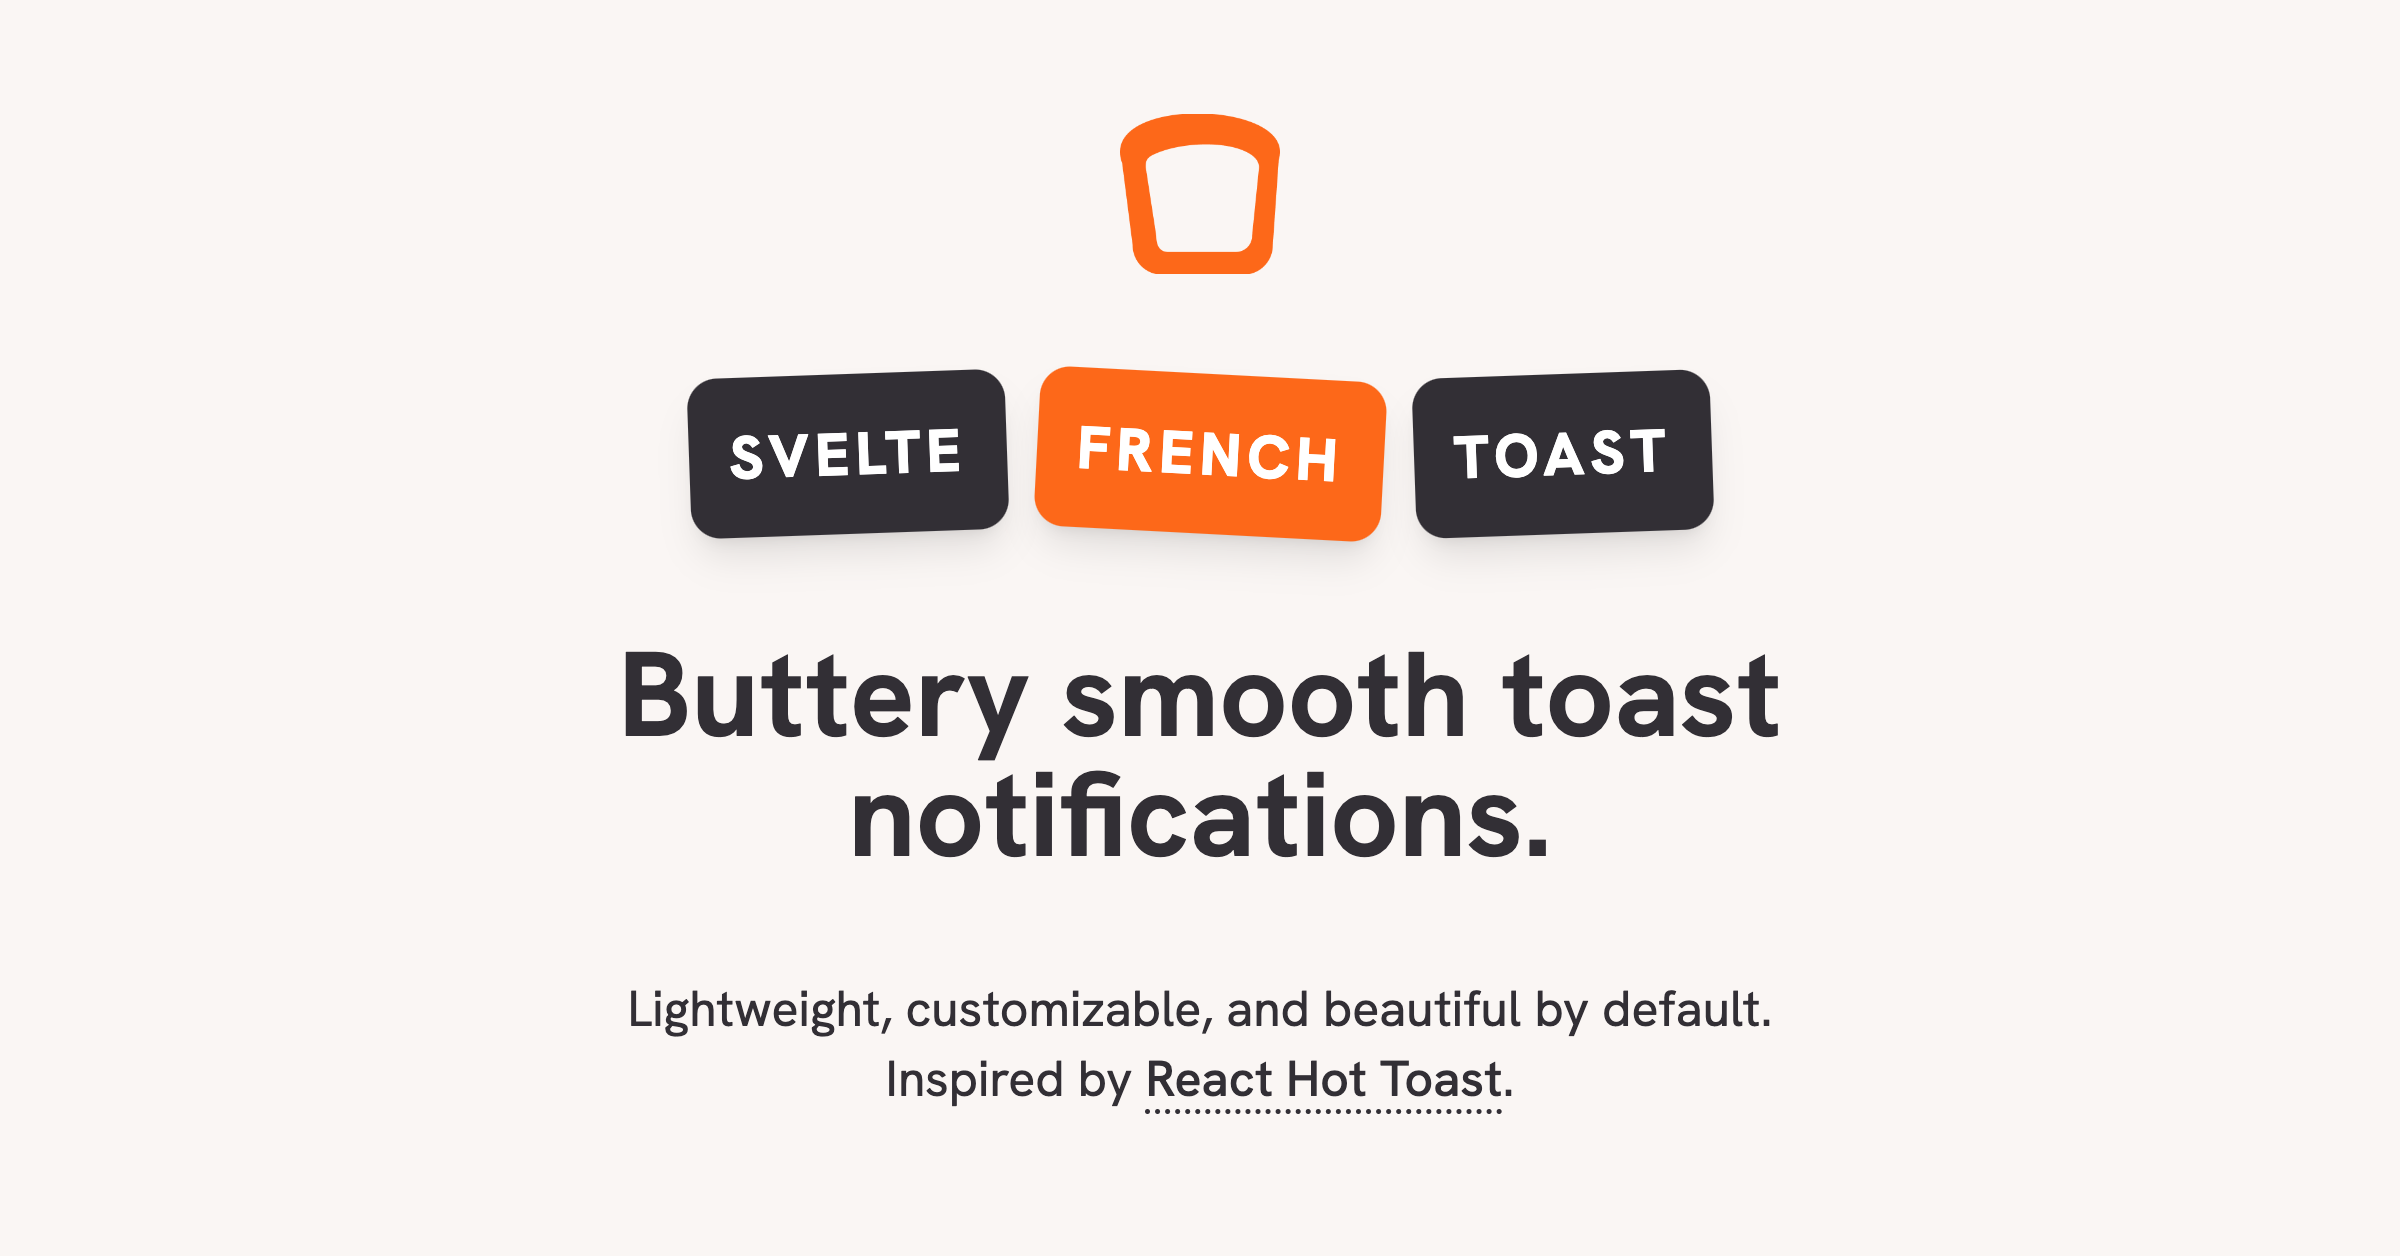 SVELTE FRENCH TOAST
Buttery smooth toast
notifications.
Lightweight, customizable, and beautiful by default.
Inspired by React Hot Toast.